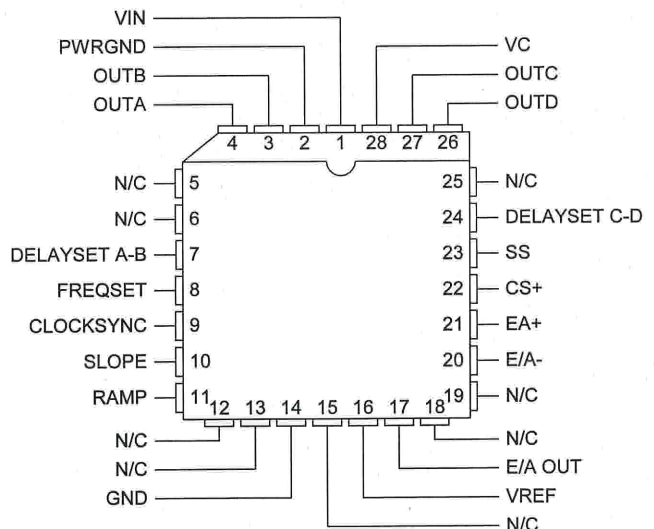 VIN
PWRGND
VC
OUTB
OUTC
OUTA
OUTD
4 3 2 1 28 27 26
N/C 5
25 N/C
N/C 6
24 DELAYSET C-D
DELAYSET A-B 7
23 SS
FREQSET 8
22 CS+
CLOCKSYNC 9
21 EA+
SLOPE 10
20 E/A-
RAMP 11
19 N/C
12 13 14 15 16 17 18
N/C
N/C
N/C
E/A OUT
GND
VREF
N/C